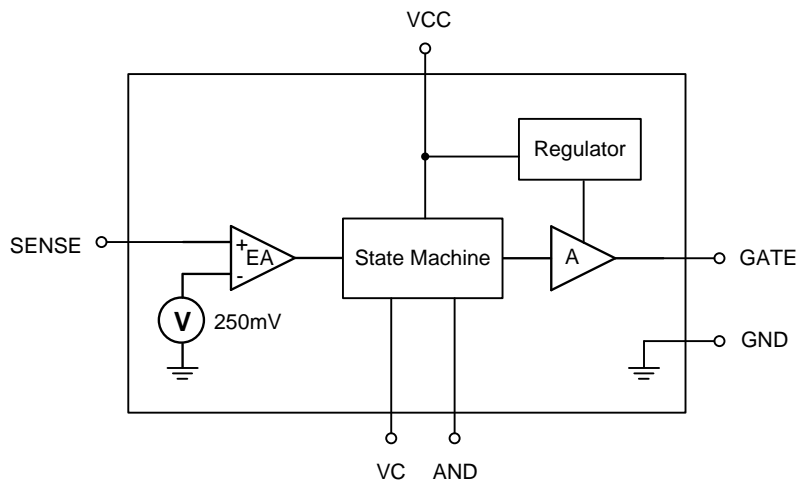 VCC
Regulator
SENSE
+
EA
-
State Machine
A
GATE
V
250mV
GND
VC
AND